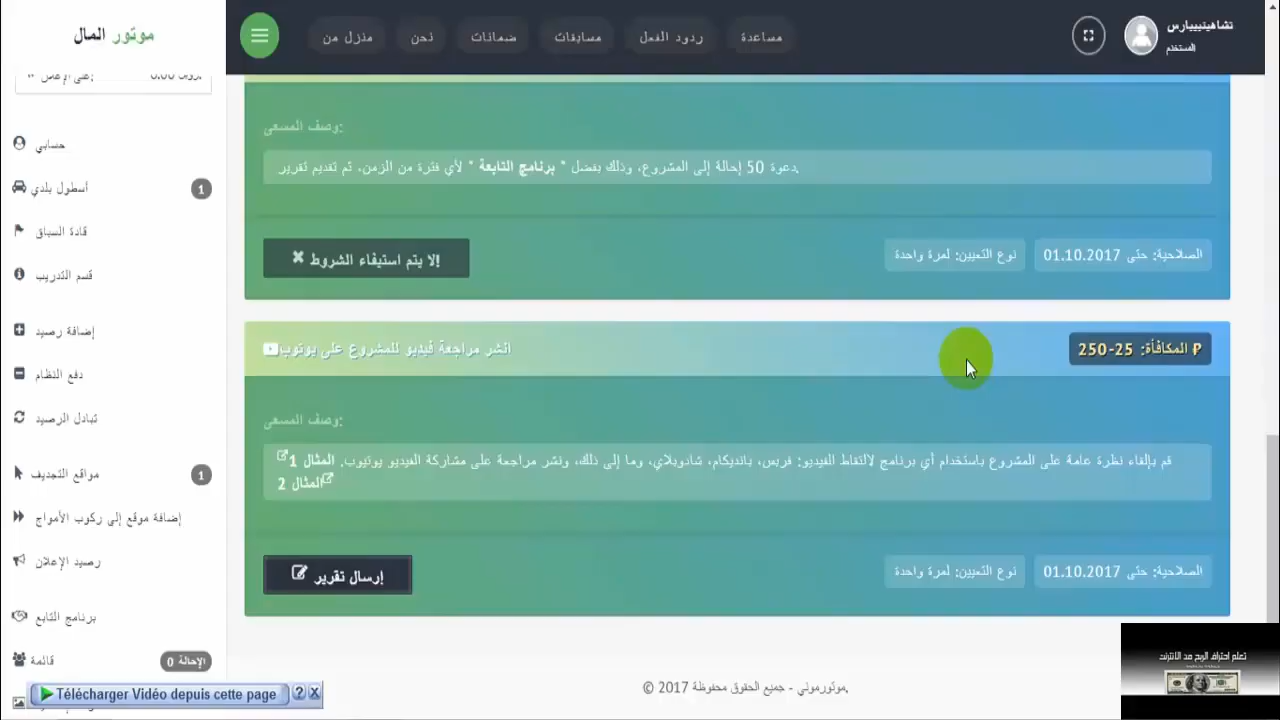 موتور المال
منزل من
نحن
ضمانات
مسابقات
ردود الفعل
مساعدة
المستخدم
حسابي
أسطول بلدي
1
قادة السباق
قسم التدريب
إضافة رصيد
دفع النظام
تبادل الرصيد
مواقع التجديف
1
إضافة موقع إلى ركوب الأمواج
رصيد الإعلان
برنامج التابع
قائمة
الإحالة 0
وصف المسعى:
دعوة 50 إحالة إلى المشروع، وذلك بفضل " برنامج التابعة " لأي فترة من الزمن، ثم تقديم تقرير.
لا يتم استيفاء الشروط!
نوع التعيين: لمرة واحدة
الصلاحية: حتى 01.10.2017
انشر مراجعة فيديو للمشروع على يوتوب
المكافأة: 25-250 ₽
وصف المسعى:
قم بإلقاء نظرة عامة على المشروع باستخدام أي برنامج لالتقاط الفيديو: فربس، بانديكام، شادوبلاي، وما إلى ذلك، ونشر مراجعة على مشاركة الفيديو يوتيوب. المثال 1
المثال 2
إرسال تقرير
نوع التعيين: لمرة واحدة
الصلاحية: حتى 01.10.2017
© 2017 موتورموني - جميع الحقوق محفوظة.
Télécharger Vidéo depuis cette page
? X